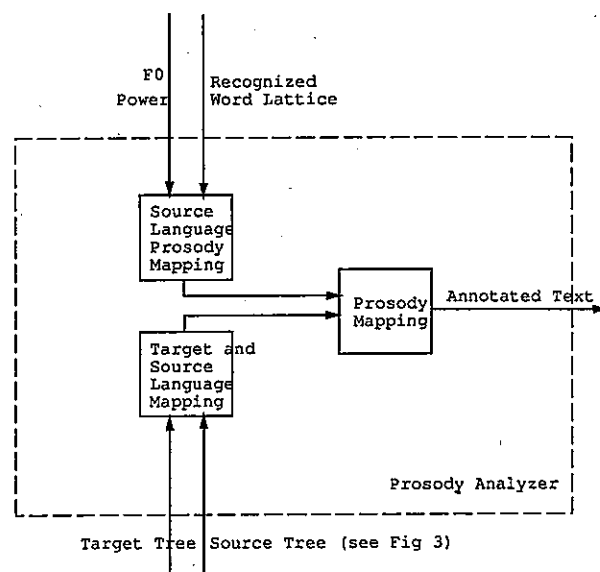 F0
Power
Recognized
Word Lattice
Source
Language
Prosody
Mapping
Prosody
Mapping
Annotated Text
Target and
Source
Language
Mapping
Prosody Analyzer
Target Tree Source Tree (see Fig 3)